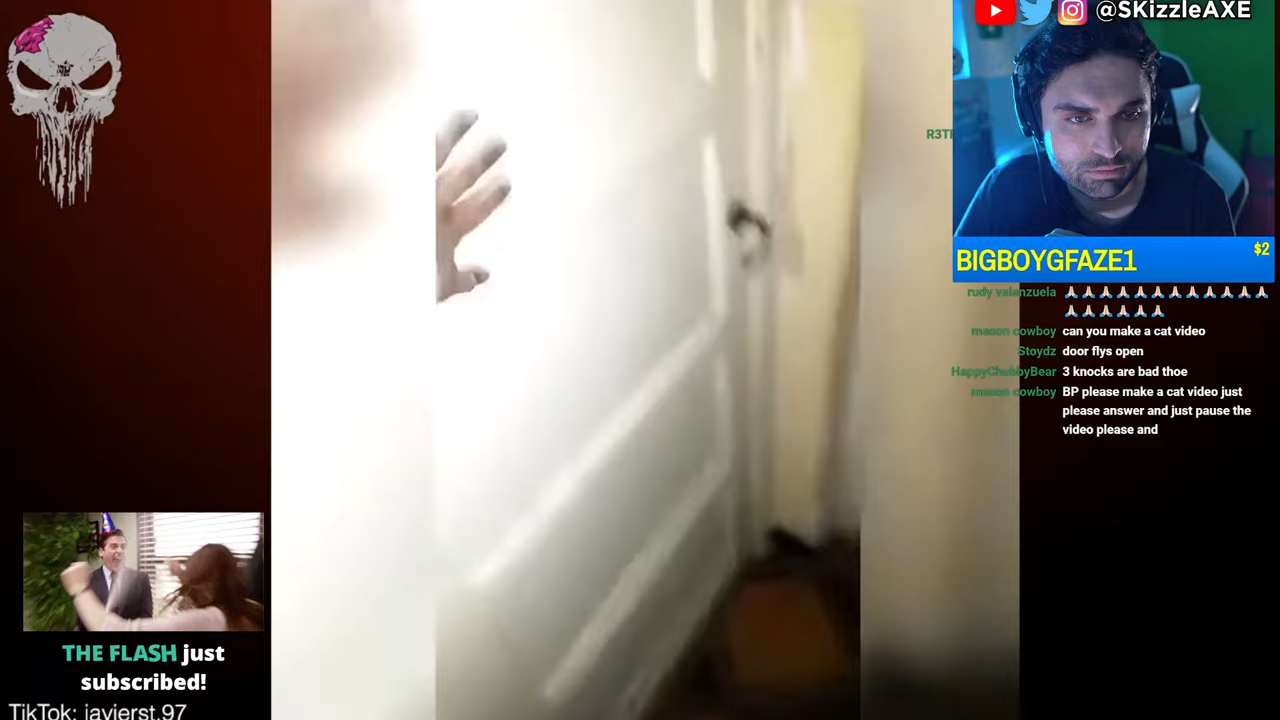 @SKizzleAXE
BIGBOYGFAZE1
$2
rudy valenzuela
mason cowboy can you make a cat video
Stoydz door flys open
HappyChubbyBear 3 knocks are bad thoe
mason cowboy BP please make a cat video just
please answer and just pause the
video please and
THE FLASH just
subscribed!
TikTok: javierst.97